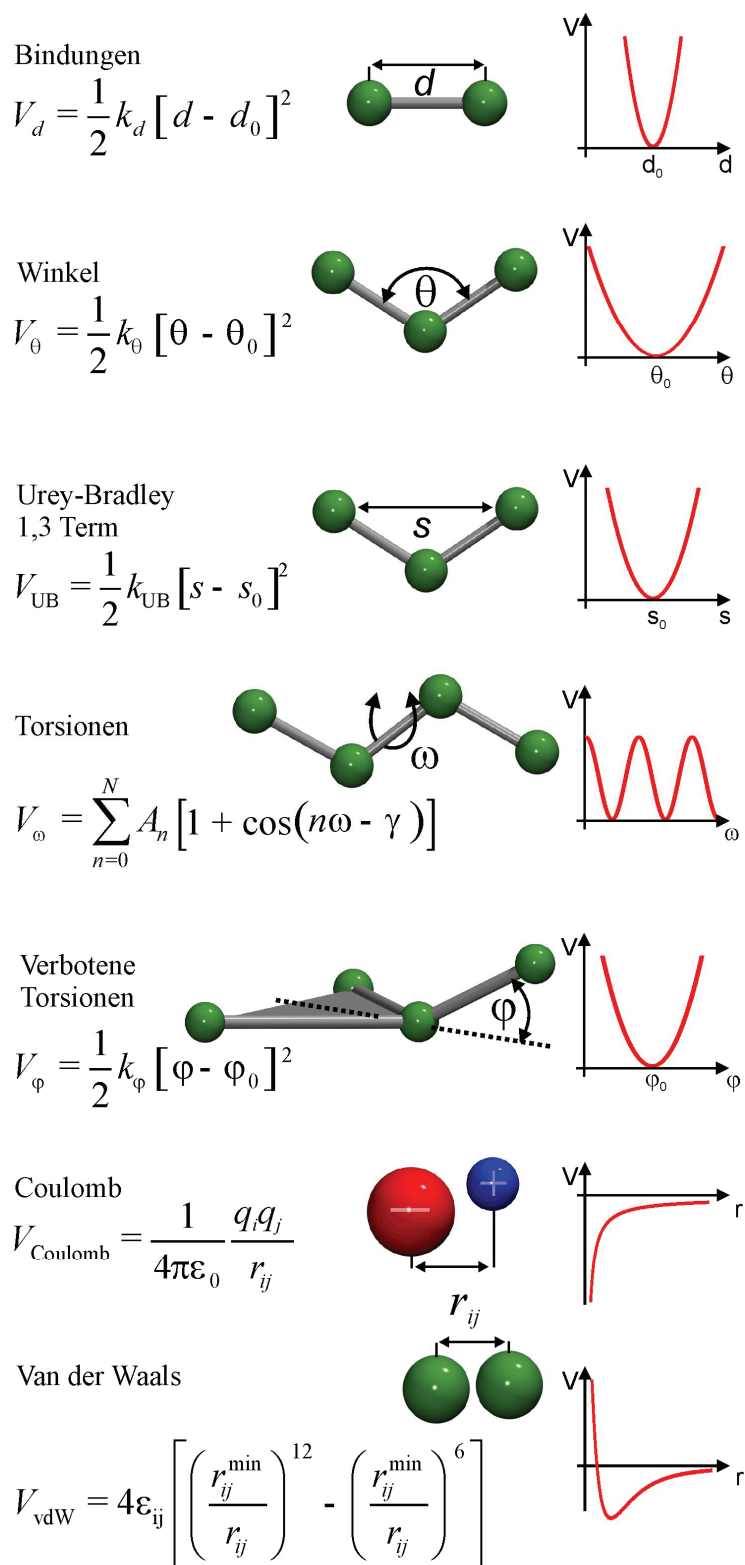 Bindungen
V_d = 1/2 k_d [d - d_0]^2
d
V
d_0
d
Winkel
V_θ = 1/2 k_θ [θ - θ_0]^2
θ
V
θ_0
θ
Urey-Bradley
1,3 Term
V_UB = 1/2 k_UB [s - s_0]^2
s
V
s_0
s
Torsionen
V_ω = ∑_{n=0}^{N} A_n [1 + cos(nω - γ)]
ω
V
ω
Verbotene
Torsionen
V_φ = 1/2 k_φ [φ - φ_0]^2
φ
V
φ_0
φ
Coulomb
V_Coulomb = 1/(4πε_0) q_i q_j / r_ij
− +
r_ij
V
r
Van der Waals
V_vdW = 4ε_ij [(r_ij^min / r_ij)^12 - (r_ij^min / r_ij)^6]
V
r